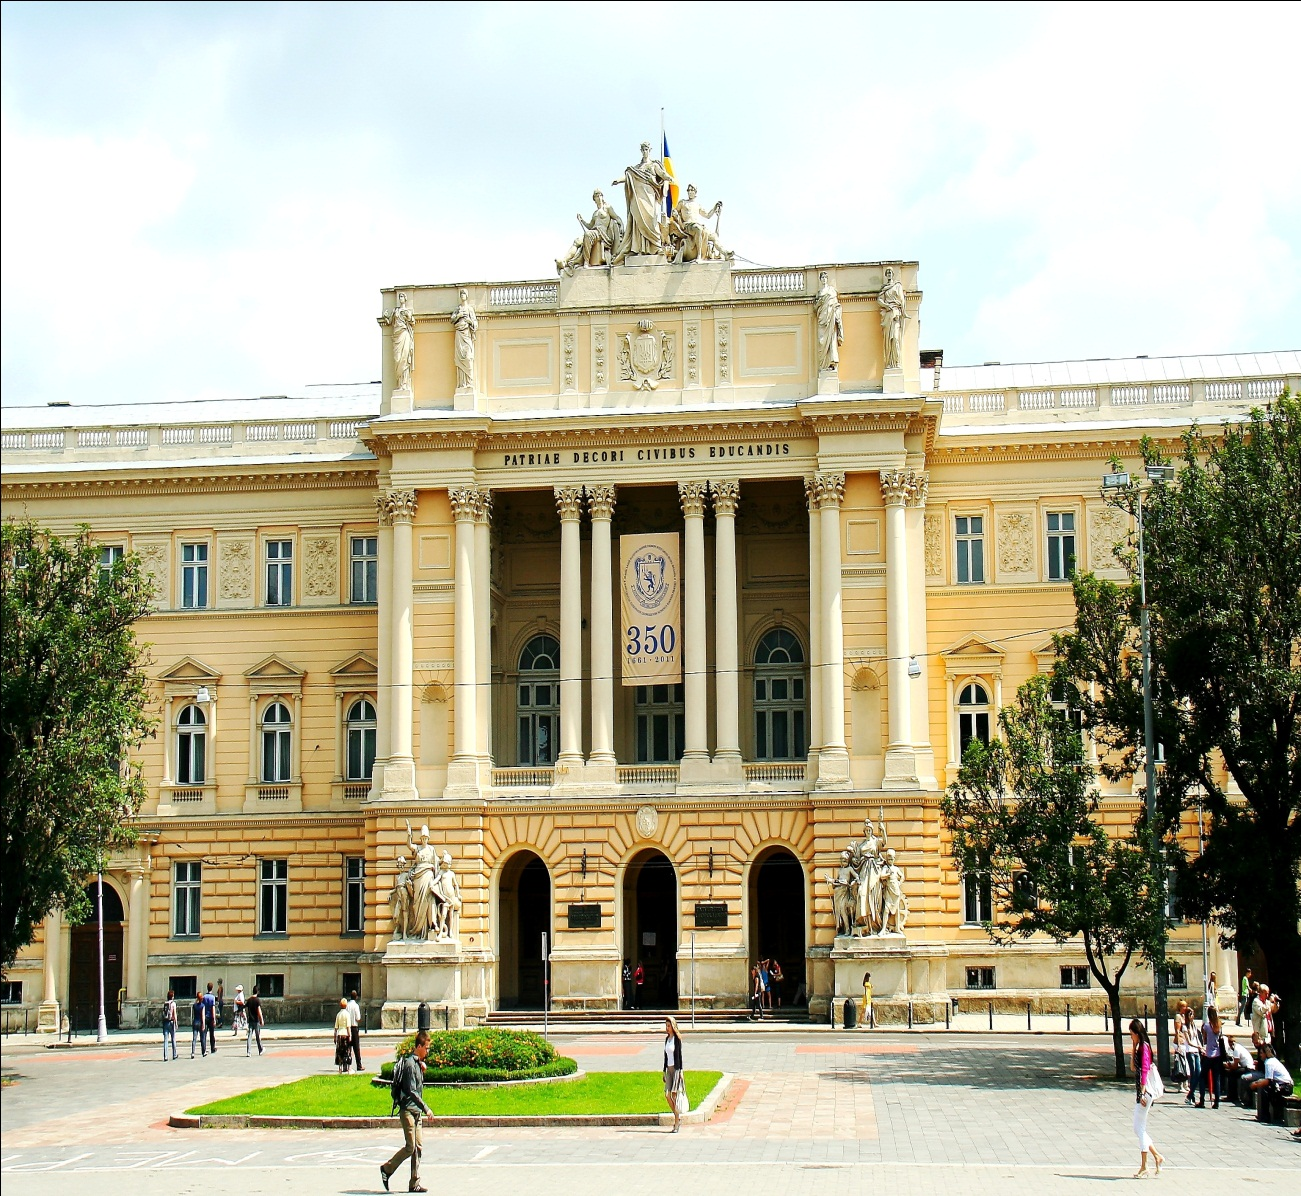 PATRIAE DECORI CIVIBUS EDUCANDIS
350
1661-2011